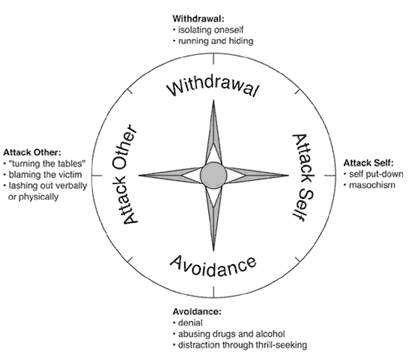 Withdrawal:
• isolating oneself
• running and hiding
Withdrawal
Attack Other:
• "turning the tables"
• blaming the victim
• lashing out verbally
or physically
Attack Other
Attack Self
Attack Self:
• self put-down
• masochism
Avoidance
Avoidance:
• denial
• abusing drugs and alcohol
• distraction through thrill-seeking